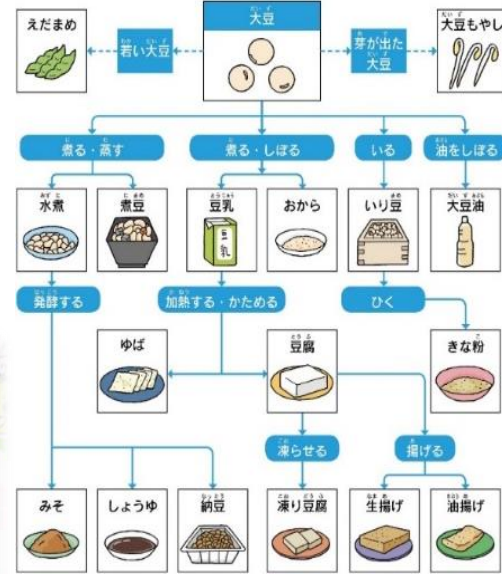 大豆
えだまめ
若い大豆
芽が出た
大豆
大豆もやし
煮る・蒸す
煮る・しぼる
いる
油をしぼる
水煮
煮豆
豆乳
おから
いり豆
大豆油
豆乳
発酵する
加熱する・かためる
ひく
ゆば
豆腐
きな粉
凍らせる
揚げる
みそ
しょうゆ
納豆
凍り豆腐
生揚げ
油揚げ